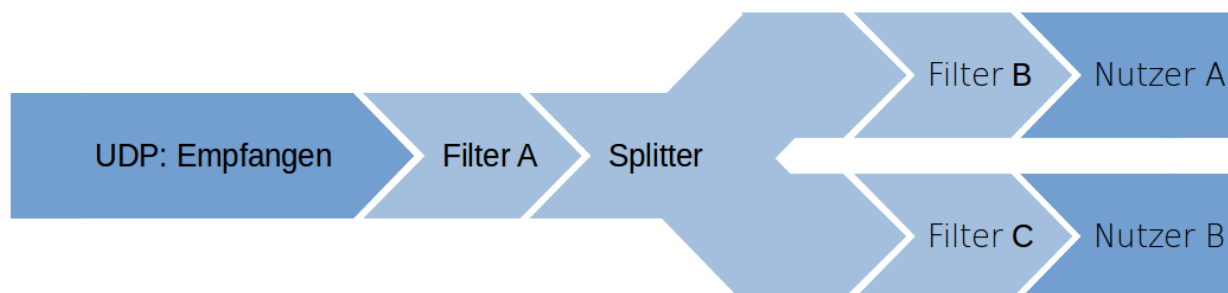 UDP: Empfangen
Filter A
Splitter
Filter B
Nutzer A
Filter C
Nutzer B